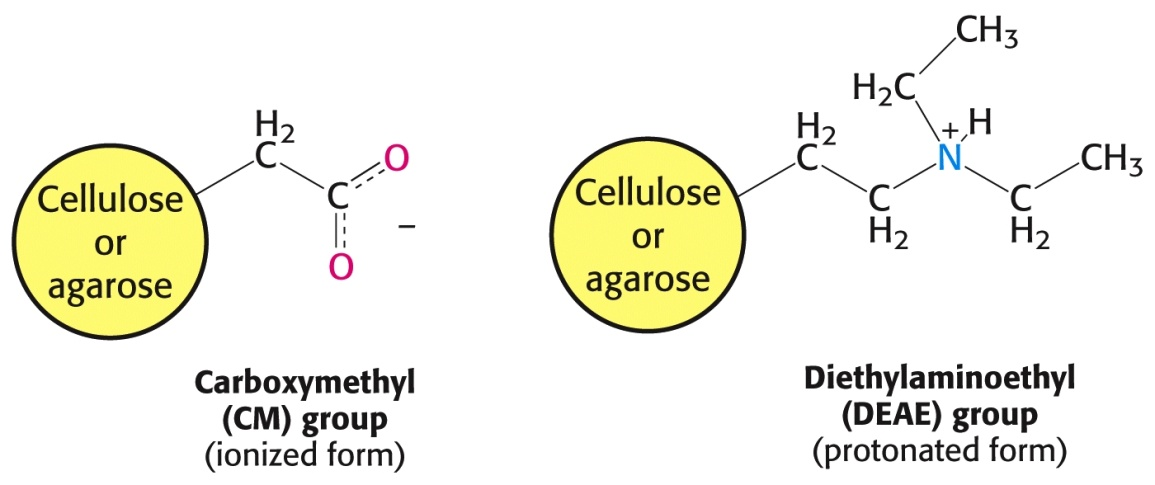 H₂
C
C
O
O
−
Cellulose
or
agarose
Carboxymethyl
(CM) group
(ionized form)
CH₃
H₂C
H₂
C
+
H
N
CH₃
C
H₂
C
H₂
Cellulose
or
agarose
Diethylaminoethyl
(DEAE) group
(protonated form)